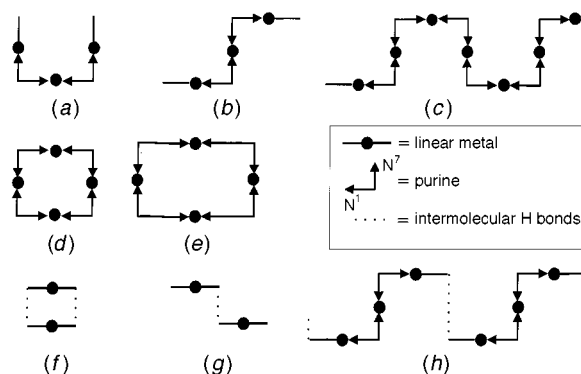 (a)
(b)
(c)
(d)
(e)
= linear metal
N⁷
= purine
N¹
= intermolecular H bonds
(f)
(g)
(h)